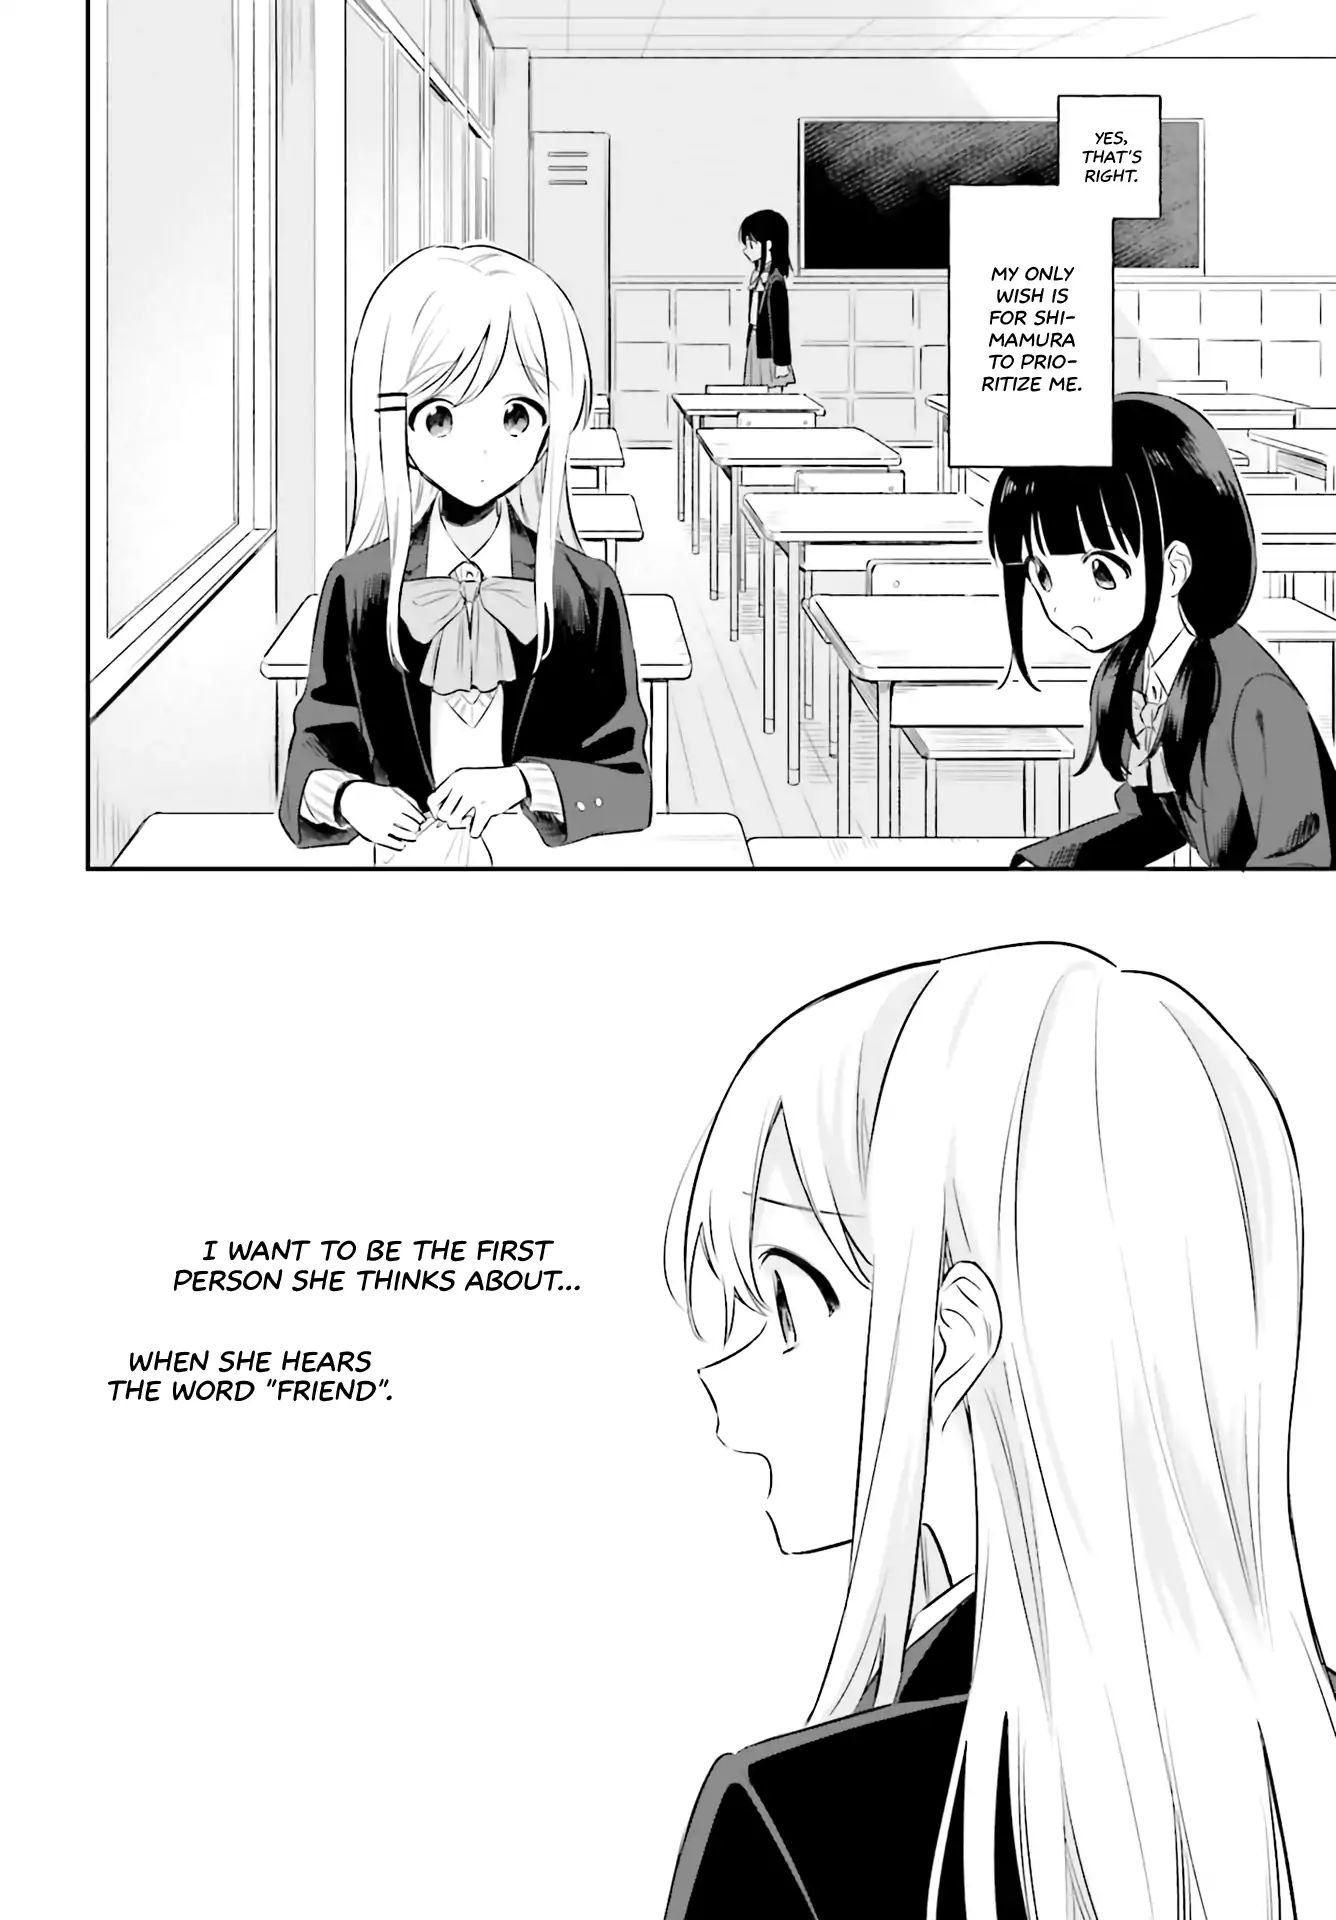 YES,
THAT'S
RIGHT.
MY ONLY
WISH IS
FOR SHI-
MAMURA
TO PRIO-
RITIZE ME.
I WANT TO BE THE FIRST
PERSON SHE THINKS ABOUT...
WHEN SHE HEARS
THE WORD "FRIEND".